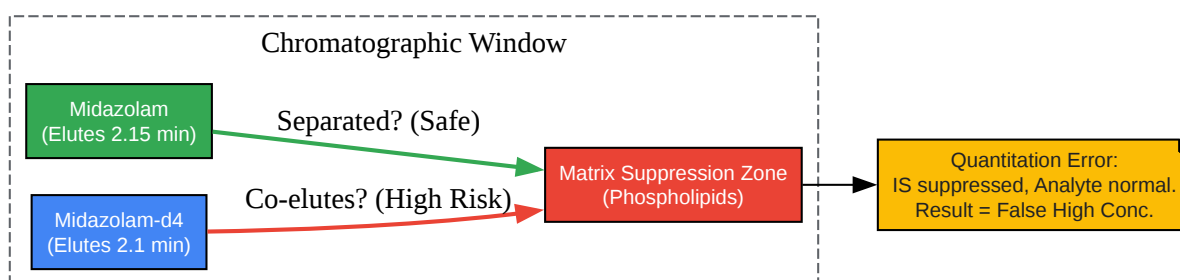 Chromatographic Window
Midazolam
(Elutes 2.15 min)
Separated? (Safe)
Midazolam-d4
(Elutes 2.1 min)
Co-elutes? (High Risk)
Matrix Suppression Zone
(Phospholipids)
Quantitation Error:
IS suppressed, Analyte normal.
Result = False High Conc.